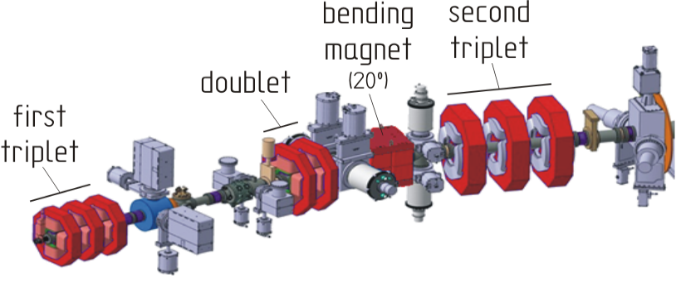 first
triplet
doublet
bending
magnet
(20°)
second
triplet